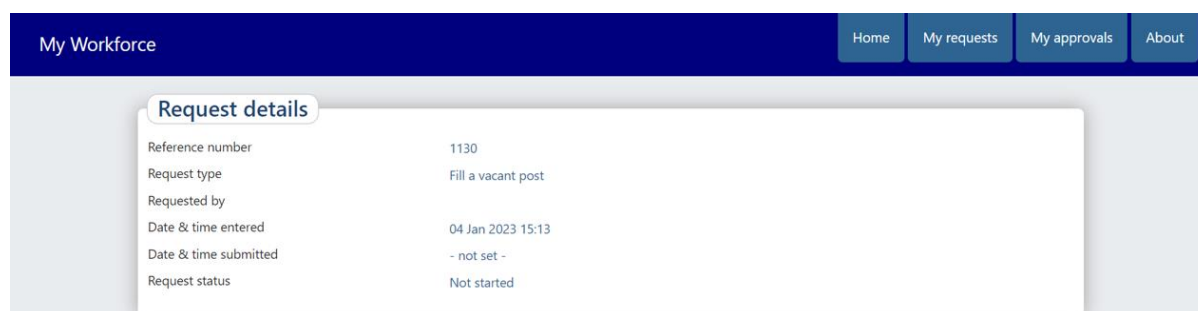 My Workforce
Home My requests My approvals About
Request details
Reference number 1130
Request type Fill a vacant post
Requested by
Date & time entered 04 Jan 2023 15:13
Date & time submitted - not set -
Request status Not started